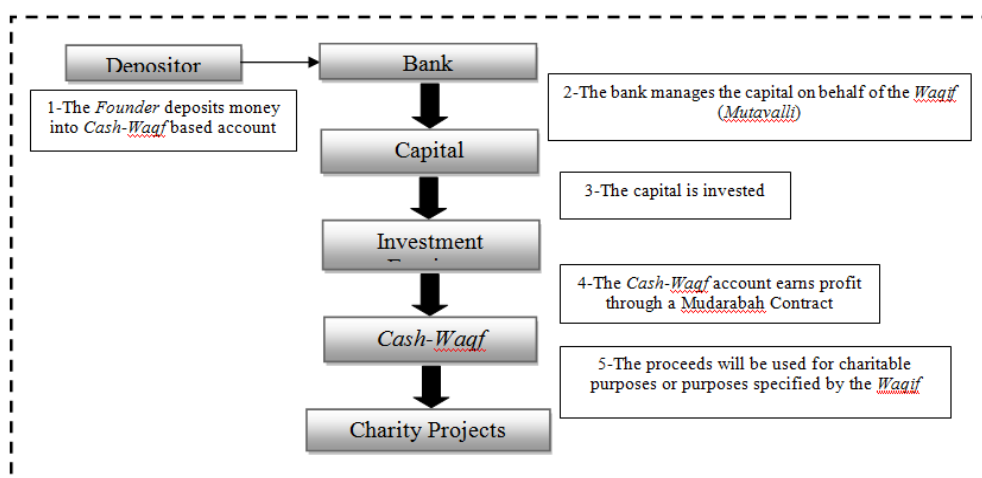 Depositor
Bank
1-The Founder deposits money
into Cash-Waqf based account
2-The bank manages the capital on behalf of the Waqif
(Mutavalli)
Capital
3-The capital is invested
Investment
4-The Cash-Waqf account earns profit
through a Mudarabah Contract
Cash-Waqf
5-The proceeds will be used for charitable
purposes or purposes specified by the Waqif
Charity Projects